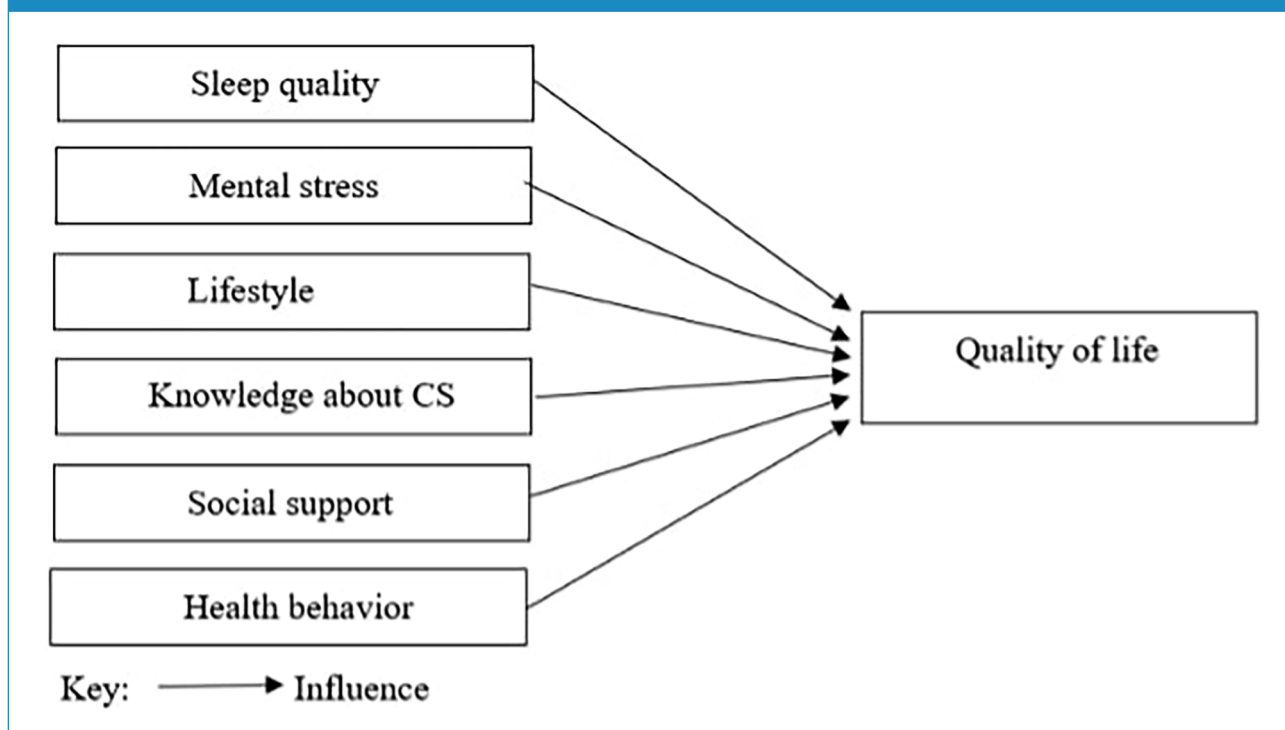 Sleep quality
Mental stress
Lifestyle
Knowledge about CS
Social support
Health behavior
Quality of life
Key: Influence